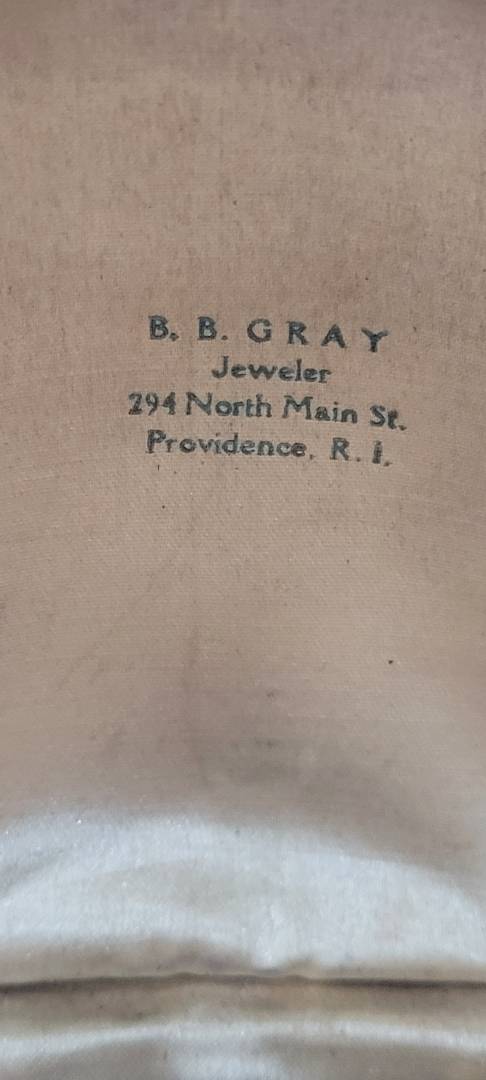 B. B. GRAY
Jeweler
294 North Main St.
Providence, R. I.